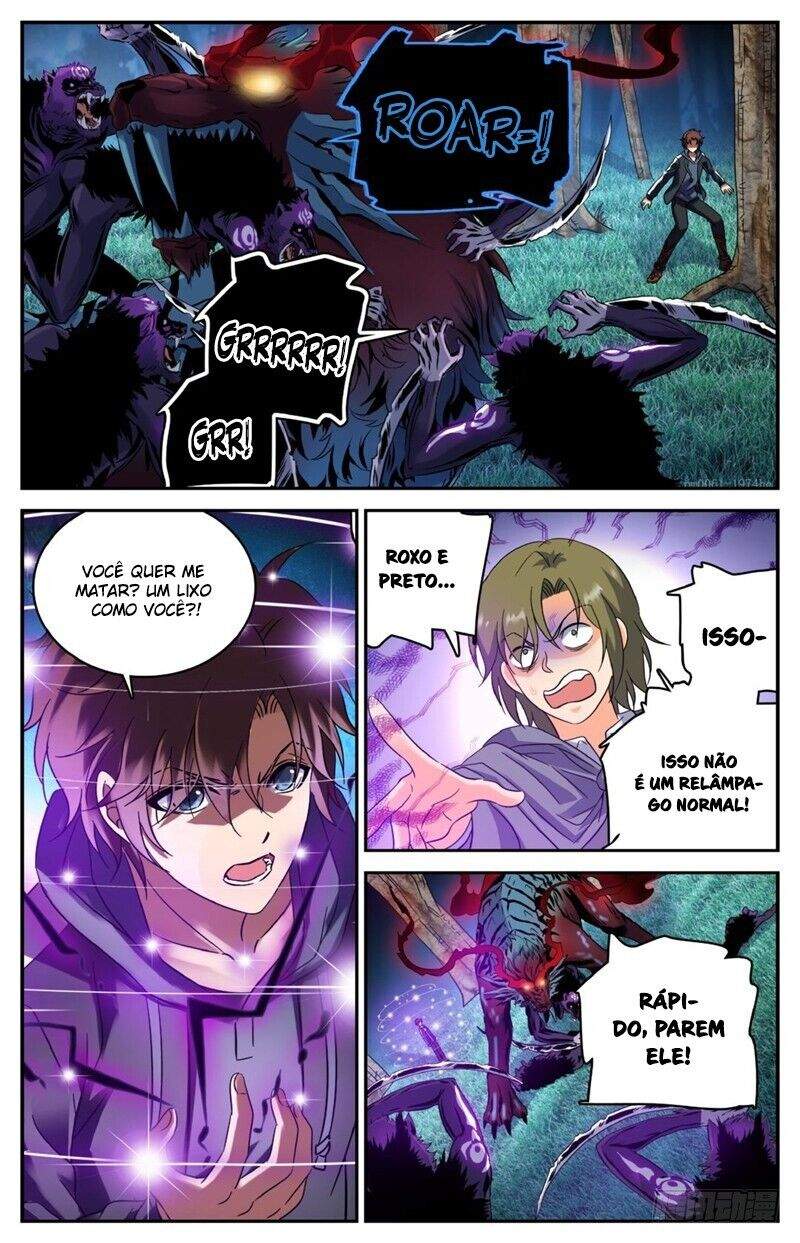 ROAR-!
GRRRRRR!
GRR!
VOCÊ QUER ME
MATAR? UM LIXO
COMO VOCÊ?!
ROXO E
PRETO...
ISSO-
ISSO NÃO
É UM RELÂMPA-
GO NORMAL!
RÁPI-
DO, PAREM
ELE!